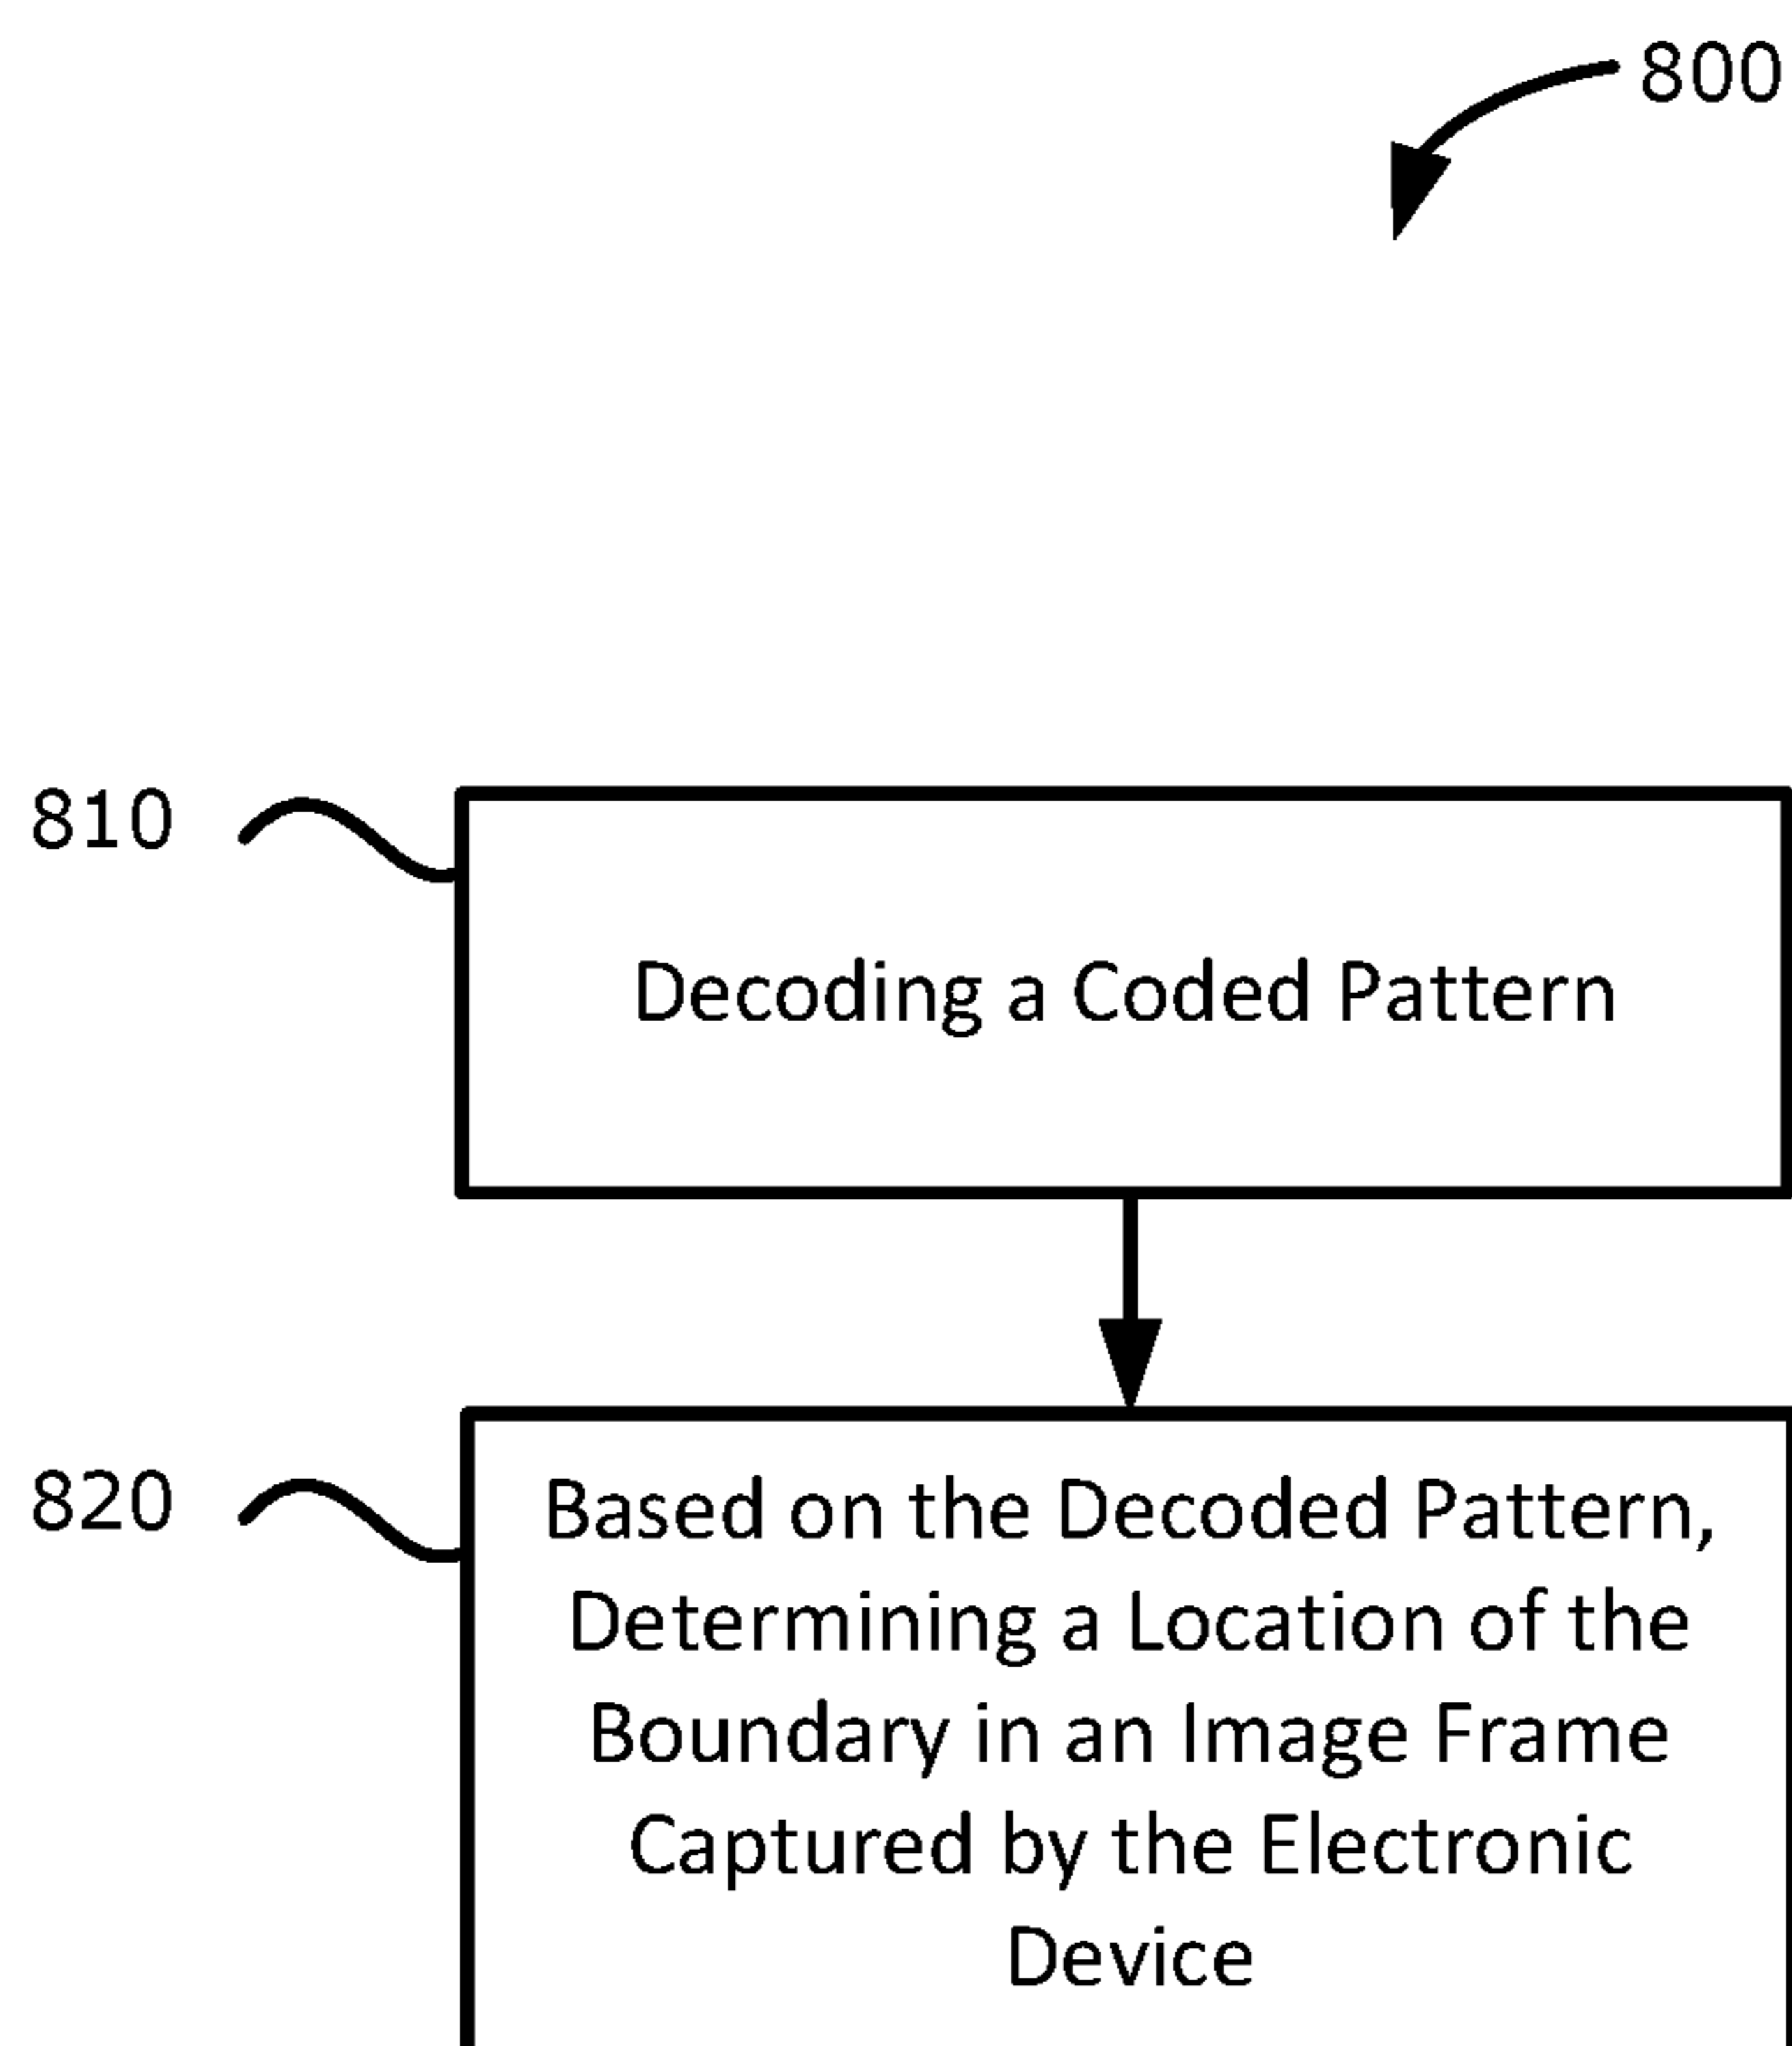 800
810
Decoding a Coded Pattern
820
Based on the Decoded Pattern,
Determining a Location of the
Boundary in an Image Frame
Captured by the Electronic
Device